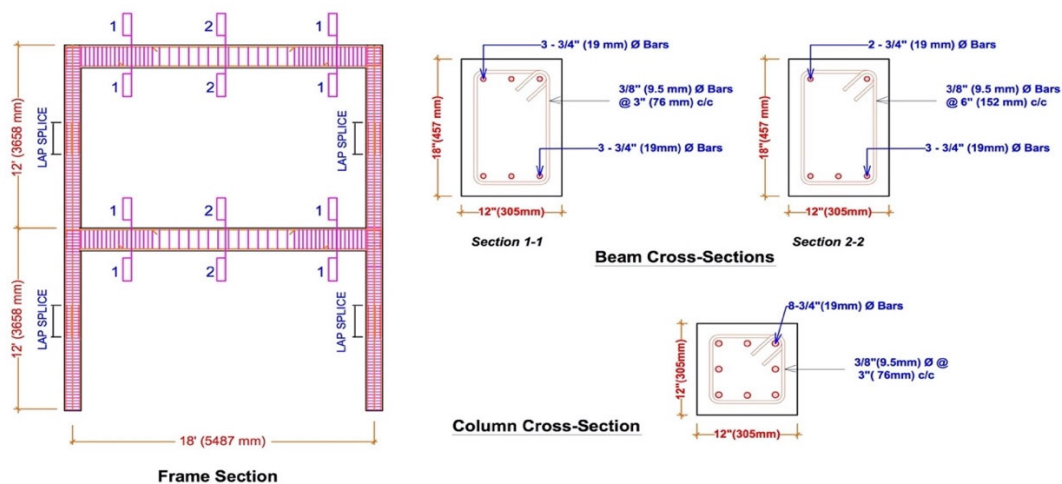 1
2
1
1
2
1
12' (3658 mm)
LAP SPLICE
LAP SPLICE
1
2
1
1
2
1
12' (3658 mm)
LAP SPLICE
LAP SPLICE
18' (5487 mm)
Frame Section
3 - 3/4" (19 mm) Ø Bars
18"(457 mm)
3/8" (9.5 mm) Ø Bars
@ 3" (76 mm) c/c
3 - 3/4" (19mm) Ø Bars
12"(305mm)
Section 1-1
2 - 3/4" (19 mm) Ø Bars
18"(457 mm)
3/8" (9.5 mm) Ø Bars
@ 6" (152 mm) c/c
3 - 3/4" (19mm) Ø Bars
12"(305mm)
Section 2-2
Beam Cross-Sections
8-3/4"(19mm) Ø Bars
12"(305mm)
3/8"(9.5mm) Ø @
3"( 76mm) c/c
12"(305mm)
Column Cross-Section